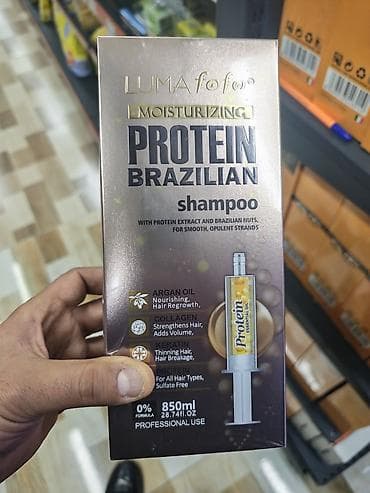 LUMA fofo®
MOISTURIZING
PROTEIN
BRAZILIAN
shampoo
WITH PROTEIN EXTRACT AND BRAZILIAN NUTS,
FOR SMOOTH, OPULENT STRANDS
ARGAN OIL
Nourishing,
Hair Regrowth,
COLLAGEN
Strengthens Hair,
Adds Volume,
KERATIN
Thinning Hair,
Hair Breakage,
For All Hair Types,
Sulfate Free
Protein
0%
FORMULA
850ml
28.74fl.oz
PROFESSIONAL USE